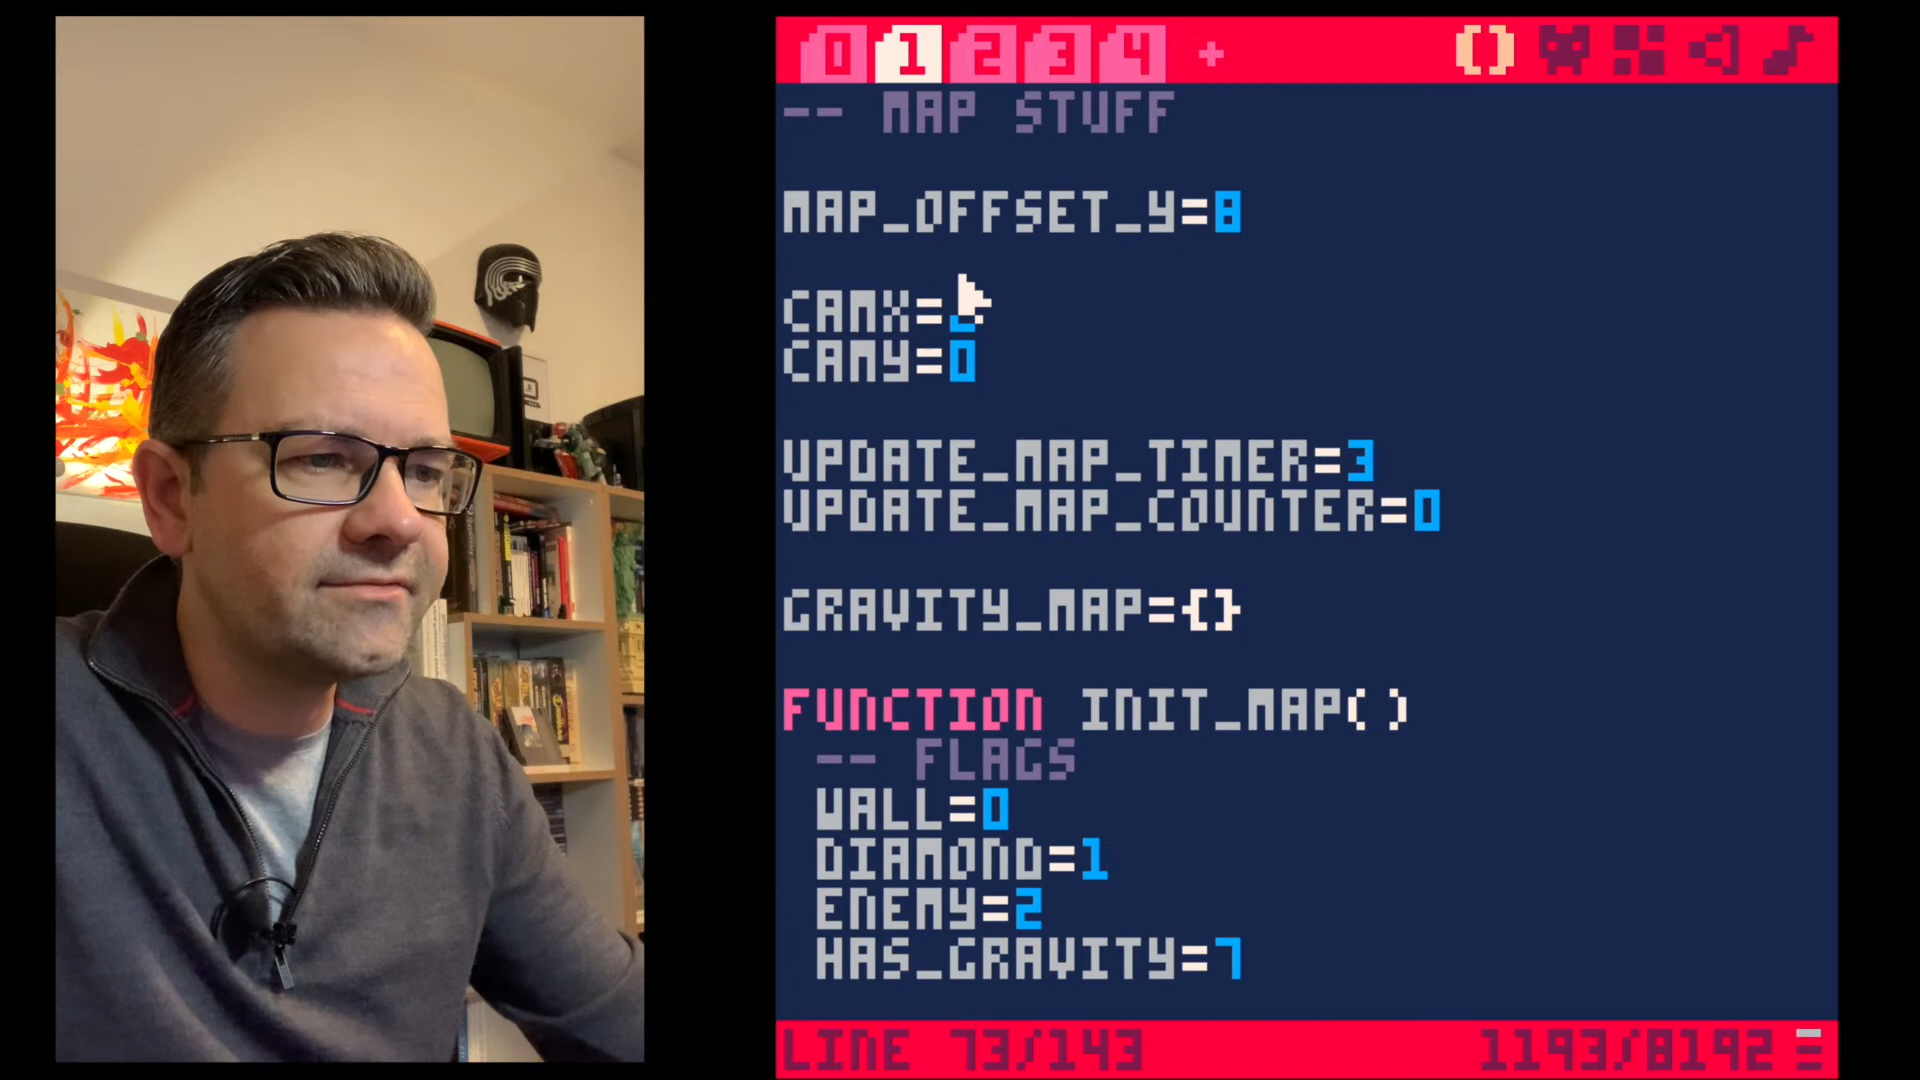 0 1 2 3 4 +
-- MAP STUFF
MAP_OFFSET_Y=8
CAMX=
CAMY=0
UPDATE_MAP_TIMER=3
UPDATE_MAP_COUNTER=0
GRAVITY_MAP={}
FUNCTION INIT_MAP()
-- FLAGS
WALL=0
DIAMOND=1
ENEMY=2
HAS_GRAVITY=7
LINE 73/143
1193/8192